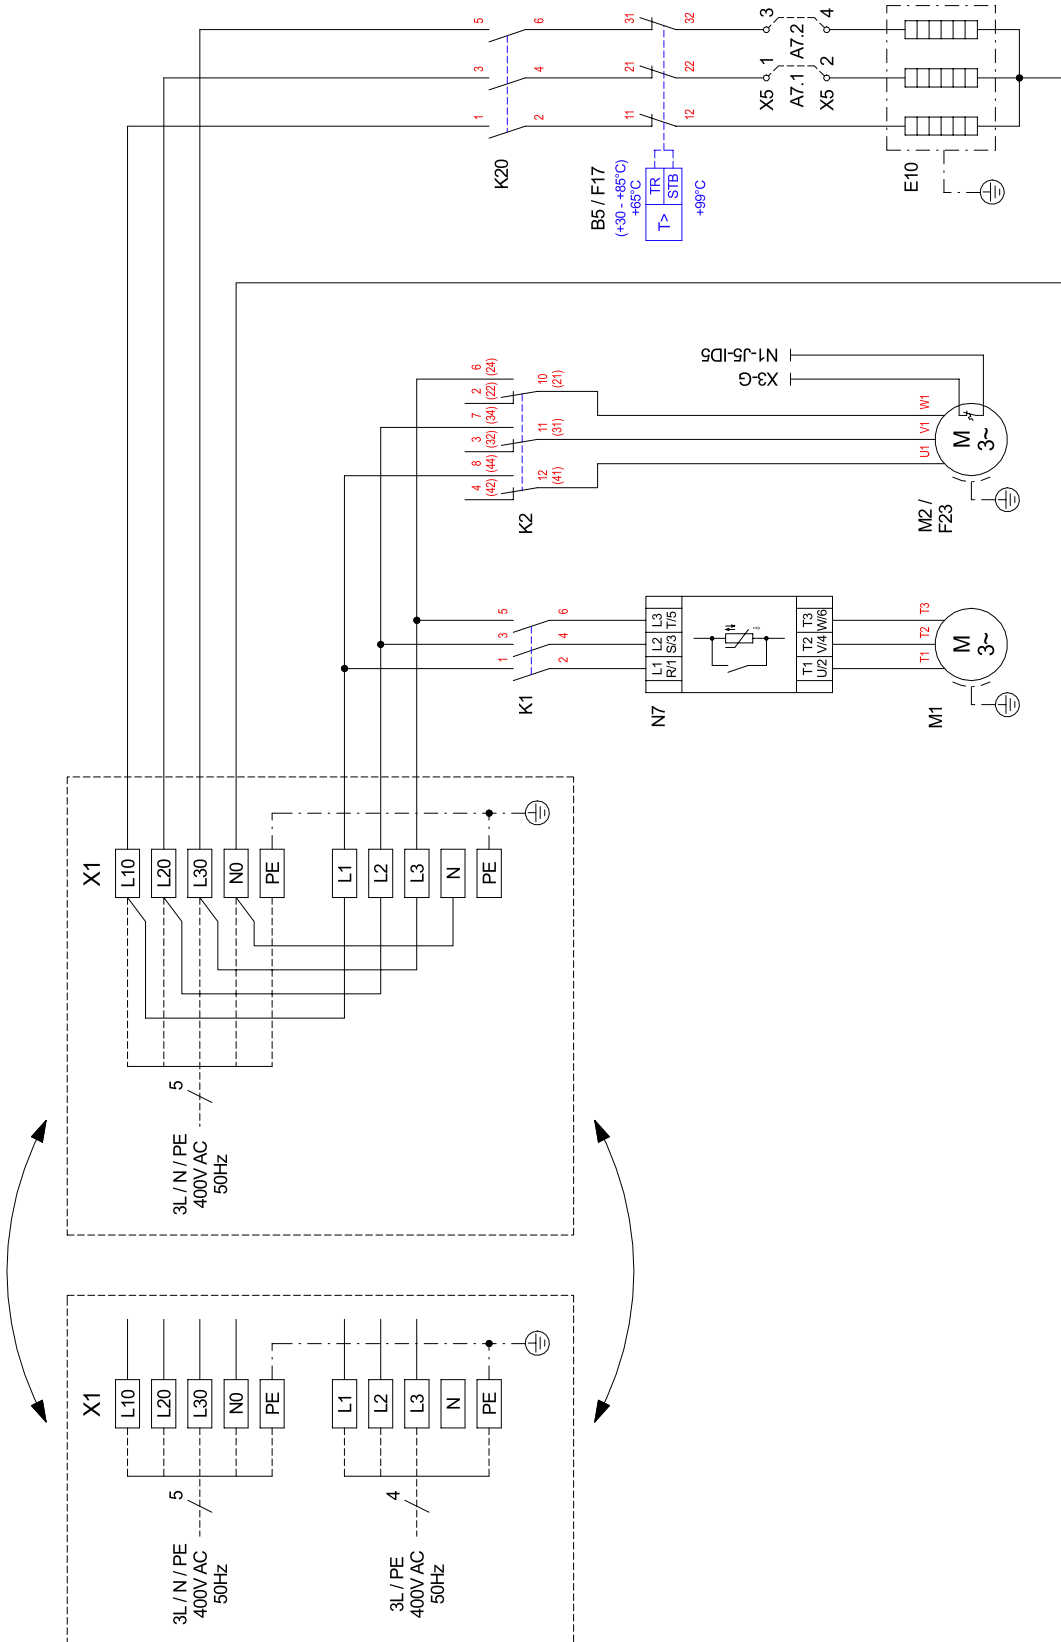 X1
L10
L20
L30
N0
PE
L1
L2
L3
N
PE
5
3L / N / PE
400V AC
50Hz
4
3L / PE
400V AC
50Hz
X1
L10
L20
L30
N0
PE
L1
L2
L3
N
PE
5
3L / N / PE
400V AC
50Hz
K1
1 3 5
2 4 6
N7
L1 L2 L3
R/1 S/3 T/5
T1 T2 T3
U/2 V/4 W/6
T1 T2 T3
M
3~
M1
K2
4 8 3 7 2 6
(42) (44) (32) (34) (22) (24)
12 11 10
(41) (31) (21)
X3-G
N1-J5-ID5
U1 V1 W1
M
3~
M2 /
F23
K20
1 3 5
2 4 6
B5 / F17
(+30 - +85°C)
+65°C
T>
TR
STB
+99°C
11 21 31
12 22 32
X5 1 3
A7.1 A7.2
X5 2 4
E10